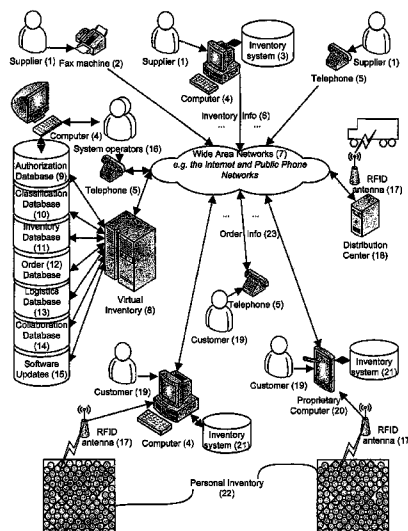 Supplier (1)
Fax machine (2)
Supplier (1)
Inventory
system (3)
Computer (4)
Telephone (5)
Supplier (1)
Inventory Info (6)
...
...
Computer (4)
System operators (16)
Telephone (5)
Wide Area Networks (7)
e.g. the Internet and Public Phone
Networks
RFID
antenna (17)
Distribution
Center (18)
Authorization
Database (9)
Classification
Database
(10)
Inventory
Database
(11)
Order (12)
Database
Logistics
Database
(13)
Collaboration
Database
(14)
Software
Updates (15)
Virtual
Inventory (8)
...
...
Order Info (23)
Telephone (5)
Customer (19)
Customer (19)
Computer (4)
Inventory
system
(21)
RFID
antenna (17)
Customer (19)
Proprietary
Computer
(20)
Inventory
system (21)
RFID
antenna (17)
Personal Inventory
(22)